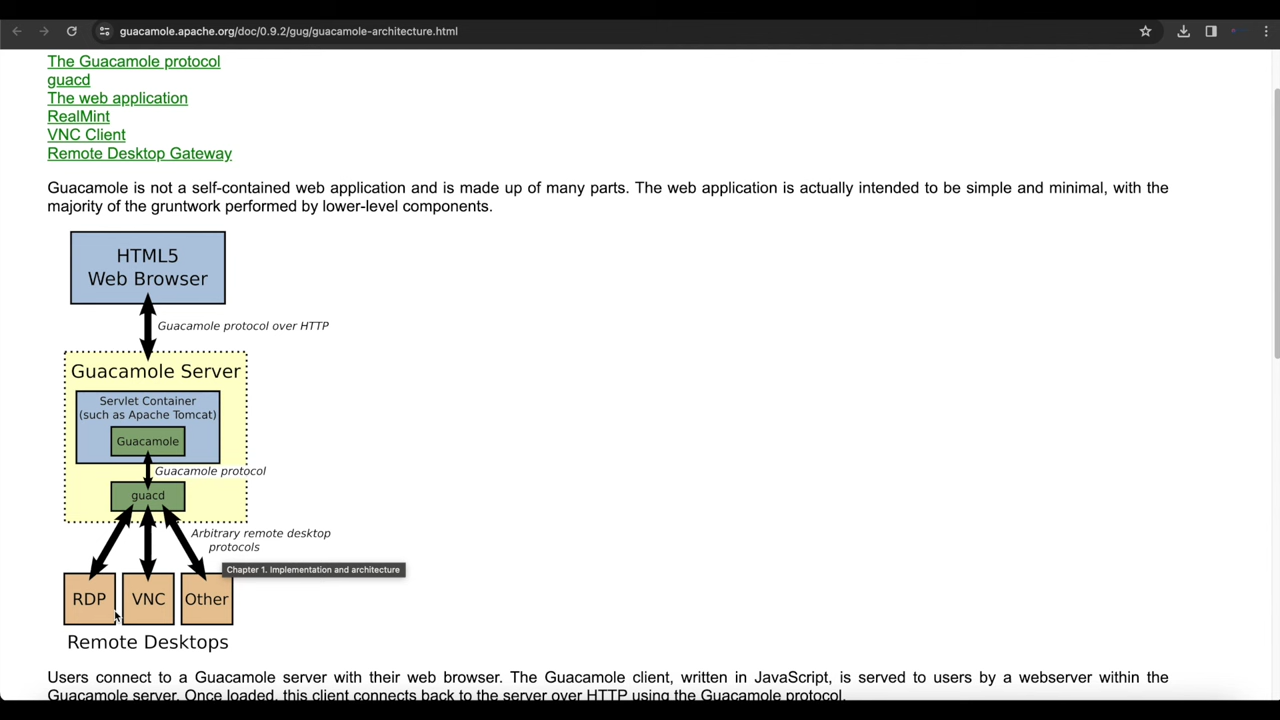 guacamole.apache.org/doc/0.9.2/gug/guacamole-architecture.html
The Guacamole protocol
guacd
The web application
RealMint
VNC Client
Remote Desktop Gateway
Guacamole is not a self-contained web application and is made up of many parts. The web application is actually intended to be simple and minimal, with the
majority of the gruntwork performed by lower-level components.
HTML5
Web Browser
Guacamole protocol over HTTP
Guacamole Server
Servlet Container
(such as Apache Tomcat)
Guacamole
Guacamole protocol
guacd
Arbitrary remote desktop
protocols
Chapter 1. Implementation and architecture
RDP
VNC
Other
Remote Desktops
Users connect to a Guacamole server with their web browser. The Guacamole client, written in JavaScript, is served to users by a webserver within the
Guacamole server. Once loaded, this client connects back to the server over HTTP using the Guacamole protocol.